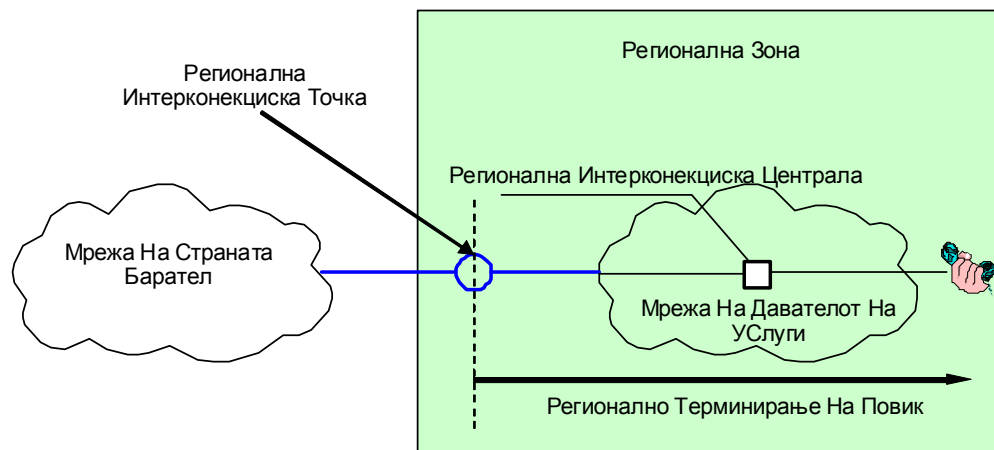 Регионална Зона
Регионална
Интерконекциска Точка
Регионална Интерконекциска Централа
Мрежа На Страната
Барател
Мрежа На Давателот На
УСлуги
Регионално Терминирање На Повик